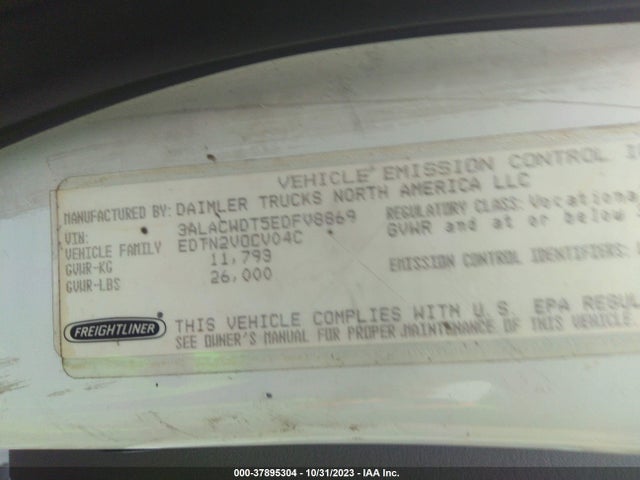 VEHICLE EMISSION CONTROL
MANUFACTURED BY: DAIMLER TRUCKS NORTH AMERICA LLC
VIN: 3ALACWDT5EDFV8869 REGULATORY CLASS: Vocationa
VEHICLE FAMILY EDTN2VOCV04C GVWR and at or below
GVWR-KG 11,793
GVWR-LBS 26,000 EMISSION CONTROL IDENTIFIERS:
FREIGHTLINER
THIS VEHICLE COMPLIES WITH U.S. EPA REGUL
SEE OWNER'S MANUAL FOR PROPER MAINTENANCE OF THIS VEHICLE.
000-37895304 - 10/31/2023 - IAA Inc.